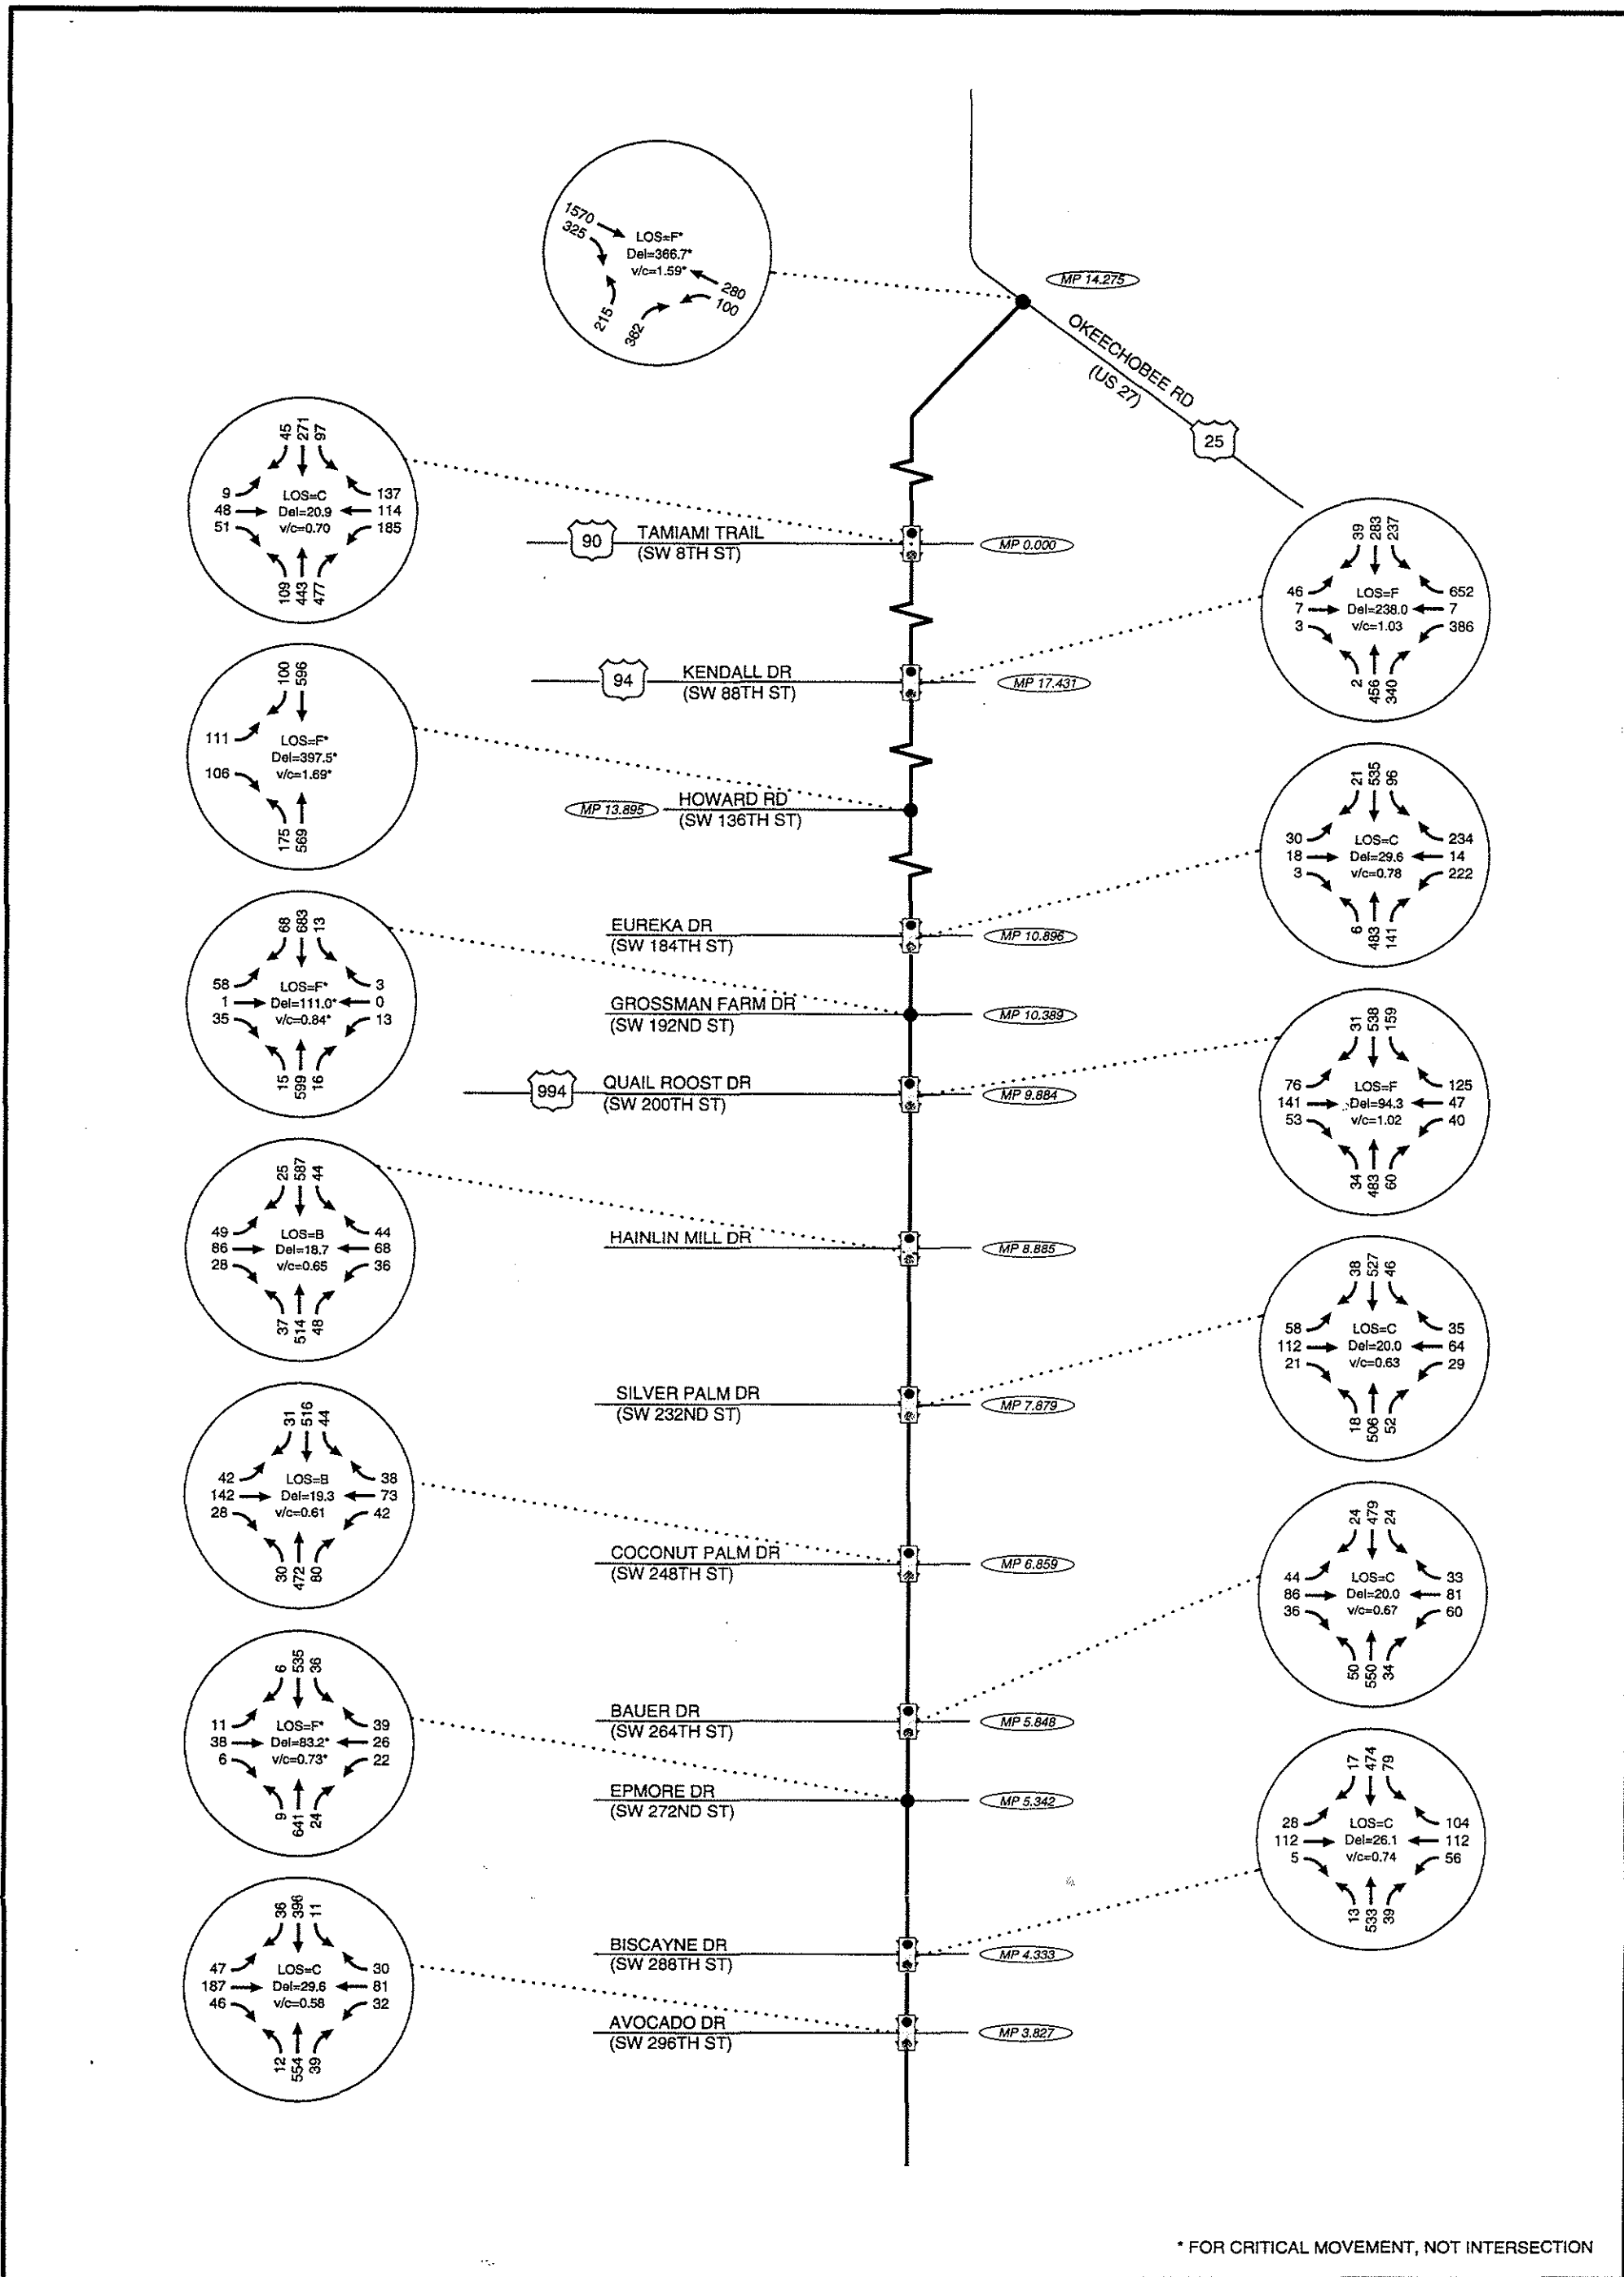 1570
325
LOS=F*
Del=366.7*
v/c=1.59*
280
100
215
362
MP 14.275
OKEECHOBEE RD
(US 27)
25
45 271 97
9 LOS=C 137
48 Del=20.9 114
51 v/c=0.70 185
109 443 477
90 TAMIAMI TRAIL
(SW 8TH ST)
MP 0.000
39 283 237
46 LOS=F 652
7 Del=238.0 7
3 v/c=1.03 386
2 456 340
94 KENDALL DR
(SW 88TH ST)
MP 17.431
100 596
111 LOS=F*
Del=397.5*
106 v/c=1.69*
175 569
MP 13.895 HOWARD RD
(SW 136TH ST)
21 535 96
30 LOS=C 234
18 Del=29.6 14
3 v/c=0.78 222
6 483 141
EUREKA DR
(SW 184TH ST)
MP 10.896
68 683 13
58 LOS=F* 3
1 Del=111.0* 0
35 v/c=0.84* 13
15 599 16
GROSSMAN FARM DR
(SW 192ND ST)
MP 10.389
31 538 159
76 LOS=F 125
141 Del=94.3 47
53 v/c=1.02 40
34 483 60
994 QUAIL ROOST DR
(SW 200TH ST)
MP 9.884
25 587 44
49 LOS=B 44
86 Del=18.7 68
28 v/c=0.65 36
37 514 48
HAINLIN MILL DR
MP 8.885
38 527 46
58 LOS=C 35
112 Del=20.0 64
21 v/c=0.63 29
18 506 52
SILVER PALM DR
(SW 232ND ST)
MP 7.879
31 516 44
42 LOS=B 38
142 Del=19.3 73
28 v/c=0.61 42
30 472 80
COCONUT PALM DR
(SW 248TH ST)
MP 6.859
24 479 24
44 LOS=C 33
86 Del=20.0 81
36 v/c=0.67 60
50 550 34
BAUER DR
(SW 264TH ST)
MP 5.848
6 535 36
11 LOS=F* 39
38 Del=83.2* 26
6 v/c=0.73* 22
9 641 24
EPMORE DR
(SW 272ND ST)
MP 5.342
17 474 79
28 LOS=C 104
112 Del=26.1 112
5 v/c=0.74 56
13 533 39
BISCAYNE DR
(SW 288TH ST)
MP 4.333
36 396 11
47 LOS=C 30
187 Del=29.6 81
46 v/c=0.58 32
12 554 39
AVOCADO DR
(SW 296TH ST)
MP 3.827
* FOR CRITICAL MOVEMENT, NOT INTERSECTION